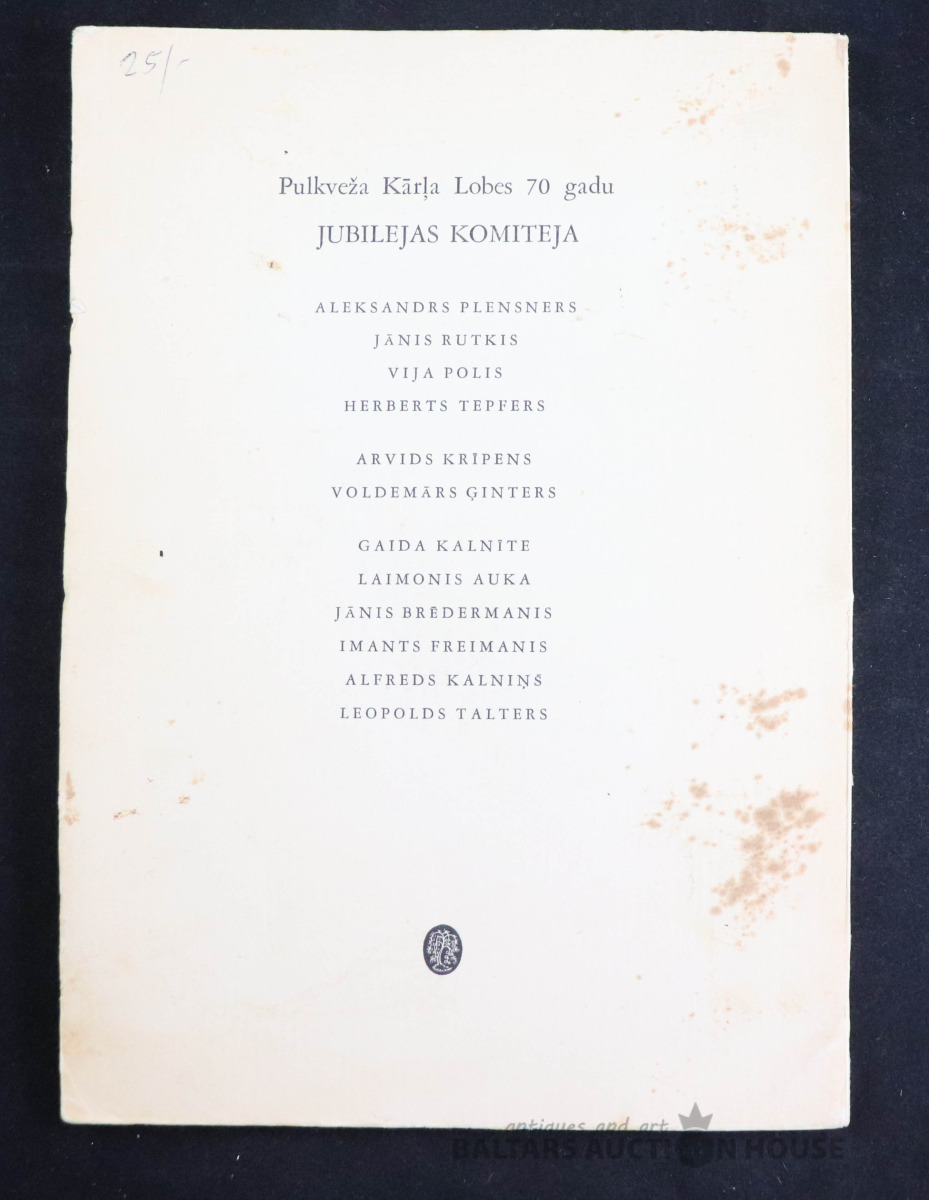 25/-
Pulkveža Kārļa Lobes 70 gadu
JUBILEJAS KOMITEJA
ALEKSANDRS PLENSNERS
JĀNIS RUTKIS
VIJA POLIS
HERBERTS TEPFERS
ARVIDS KRĪPENS
VOLDEMĀRS ĢINTERS
GAIDA KALNĪTE
LAIMONIS AUKA
JĀNIS BRĒDERMANIS
IMANTS FREIMANIS
ALFREDS KALNIŅŠ
LEOPOLDS TALTERS
antiques and art
BALTARS AUCTION HOUSE